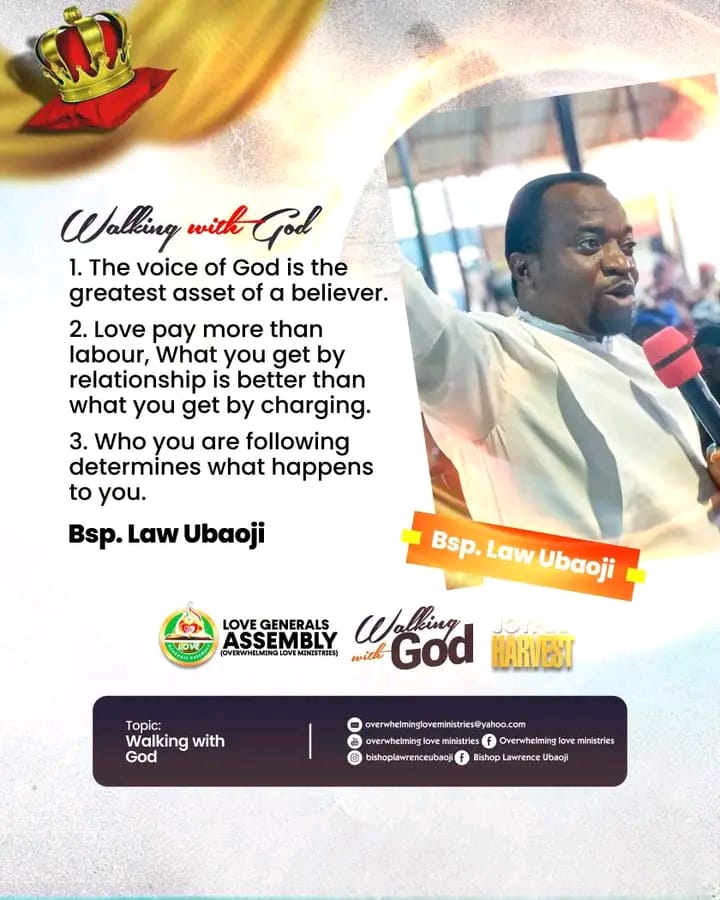 Walking with God
1. The voice of God is the
greatest asset of a believer.
2. Love pay more than
labour, What you get by
relationship is better than
what you get by charging.
3. Who you are following
determines what happens
to you.
Bsp. Law Ubaoji
Bsp. Law Ubaoji
LOVE
LOVE GENERALS
ASSEMBLY
(OVERWHELMING LOVE MINISTRIES)
Walking
with God
JOYFUL
HARVEST
Topic:
Walking with
God
overwhelmingloveministries@yahoo.com
overwhelming love ministries
Overwhelming love ministries
bishoplawrenceubaoji
Bishop Lawrence Ubaoji